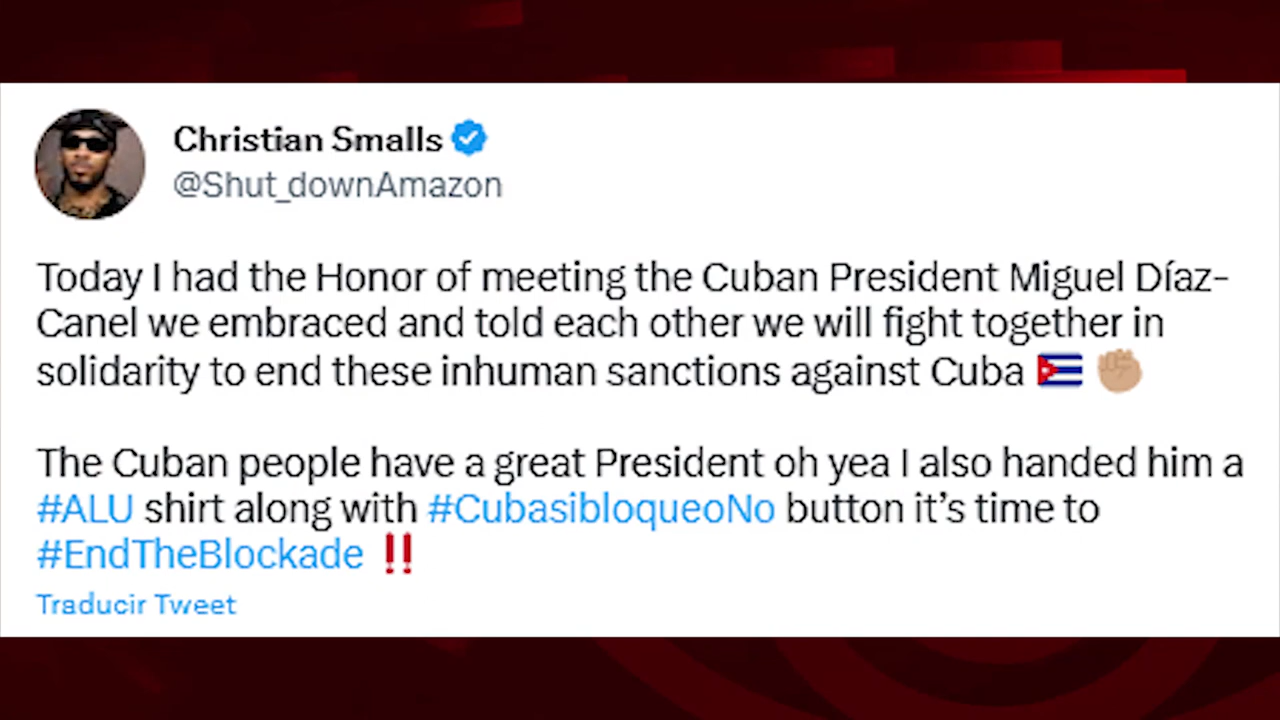 Christian Smalls
@Shut_downAmazon
Today I had the Honor of meeting the Cuban President Miguel Díaz-
Canel we embraced and told each other we will fight together in
solidarity to end these inhuman sanctions against Cuba 🇨🇺 ✊🏽
The Cuban people have a great President oh yea I also handed him a
#ALU shirt along with #CubasibloqueoNo button it’s time to
#EndTheBlockade ‼️
Traducir Tweet